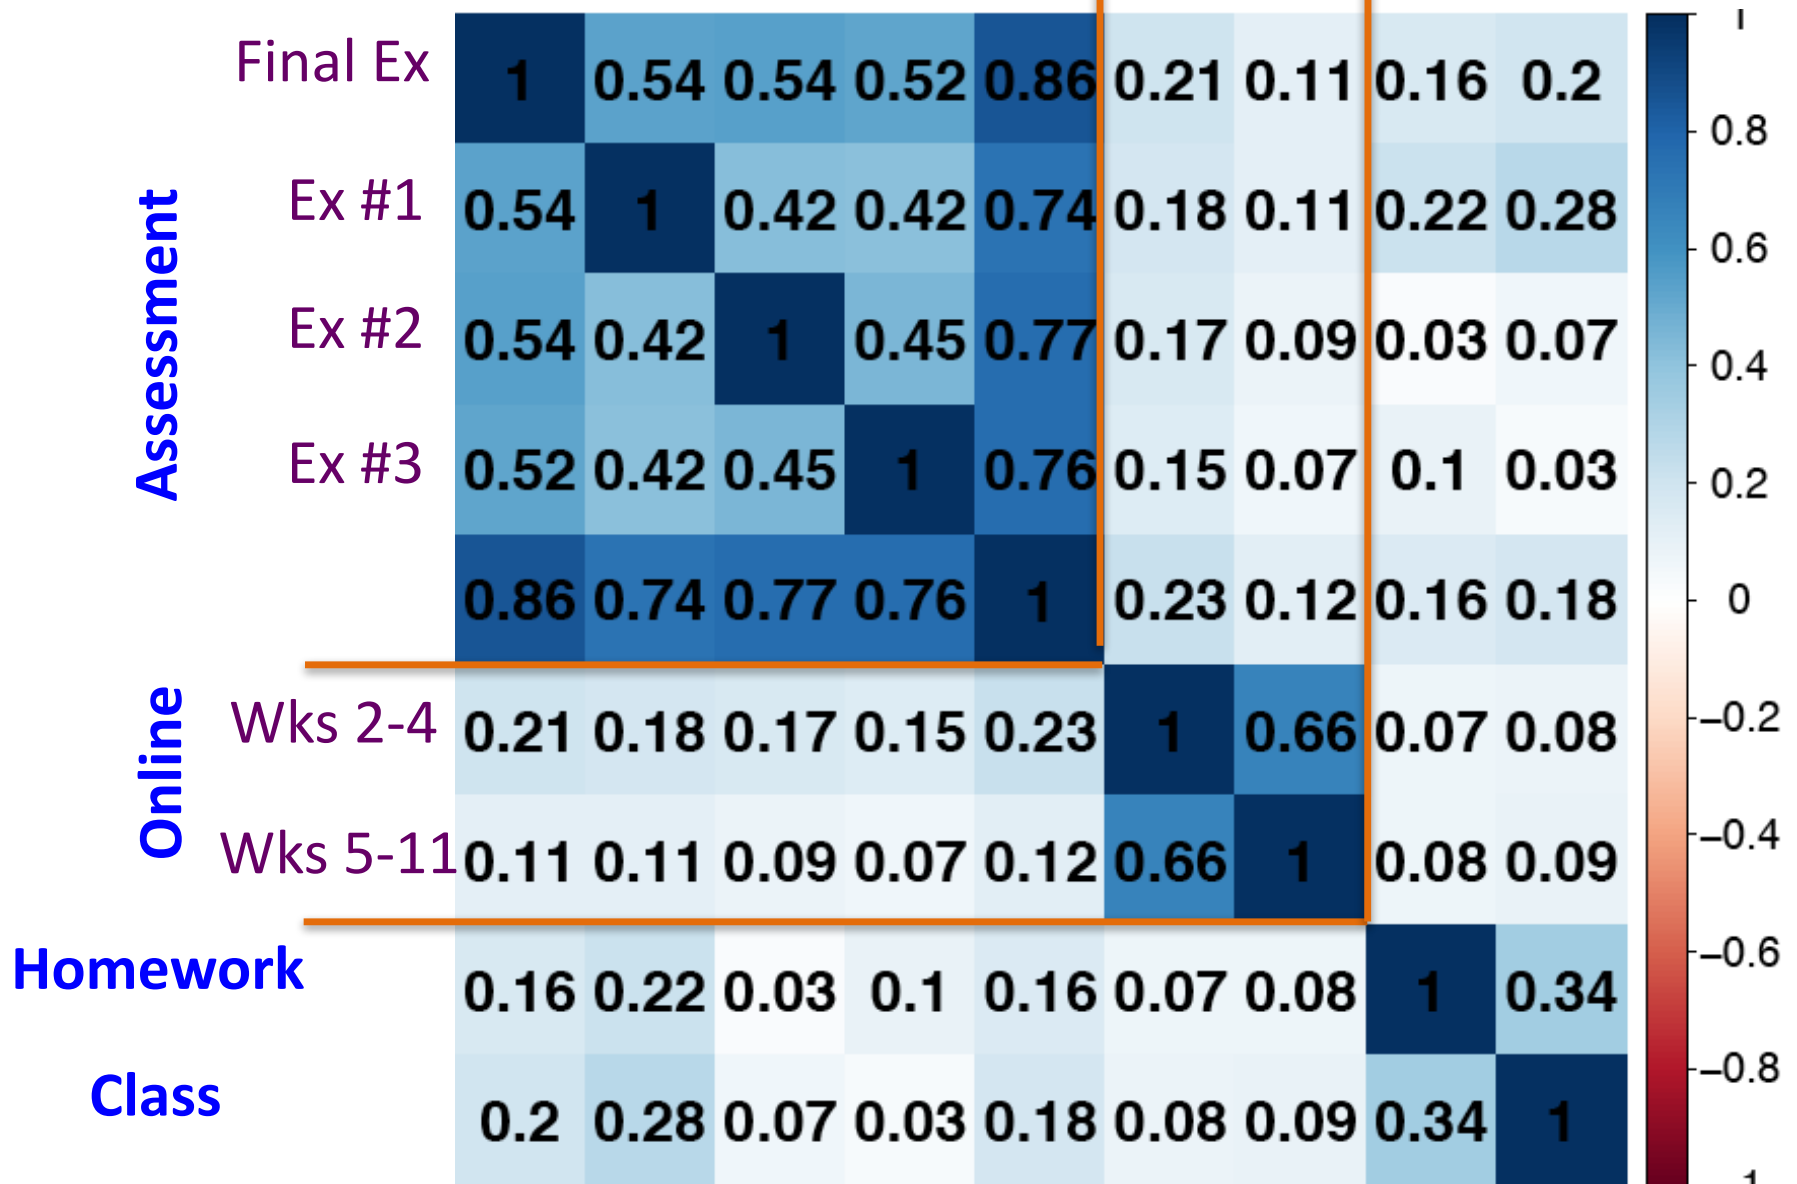 Assessment
Final Ex 1 0.54 0.54 0.52 0.86 0.21 0.11 0.16 0.2
Ex #1 0.54 1 0.42 0.42 0.74 0.18 0.11 0.22 0.28
Ex #2 0.54 0.42 1 0.45 0.77 0.17 0.09 0.03 0.07
Ex #3 0.52 0.42 0.45 1 0.76 0.15 0.07 0.1 0.03
0.86 0.74 0.77 0.76 1 0.23 0.12 0.16 0.18
Online
Wks 2-4 0.21 0.18 0.17 0.15 0.23 1 0.66 0.07 0.08
Wks 5-11 0.11 0.11 0.09 0.07 0.12 0.66 1 0.08 0.09
Homework 0.16 0.22 0.03 0.1 0.16 0.07 0.08 1 0.34
Class 0.2 0.28 0.07 0.03 0.18 0.08 0.09 0.34 1
1
0.8
0.6
0.4
0.2
0
−0.2
−0.4
−0.6
−0.8
1